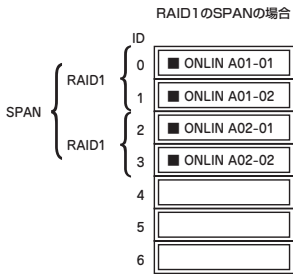 RAID1のSPANの場合
ID
0 ■ ONLIN A01-01
RAID1
1 ■ ONLIN A01-02
SPAN
2 ■ ONLIN A02-01
RAID1
3 ■ ONLIN A02-02
4
5
6